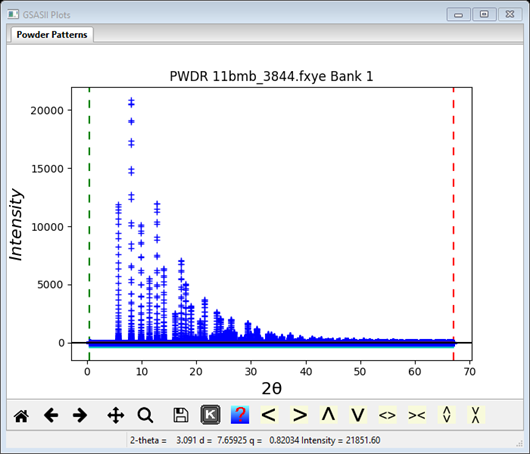 GSASII Plots
Powder Patterns
PWDR 11bmb_3844.fxye Bank 1
20000
15000
10000
5000
0
Intensity
0 10 20 30 40 50 60 70
2θ
K ? < > Λ V <> >< 
2-theta = 3.091 d = 7.65925 q = 0.82034 Intensity = 21851.60